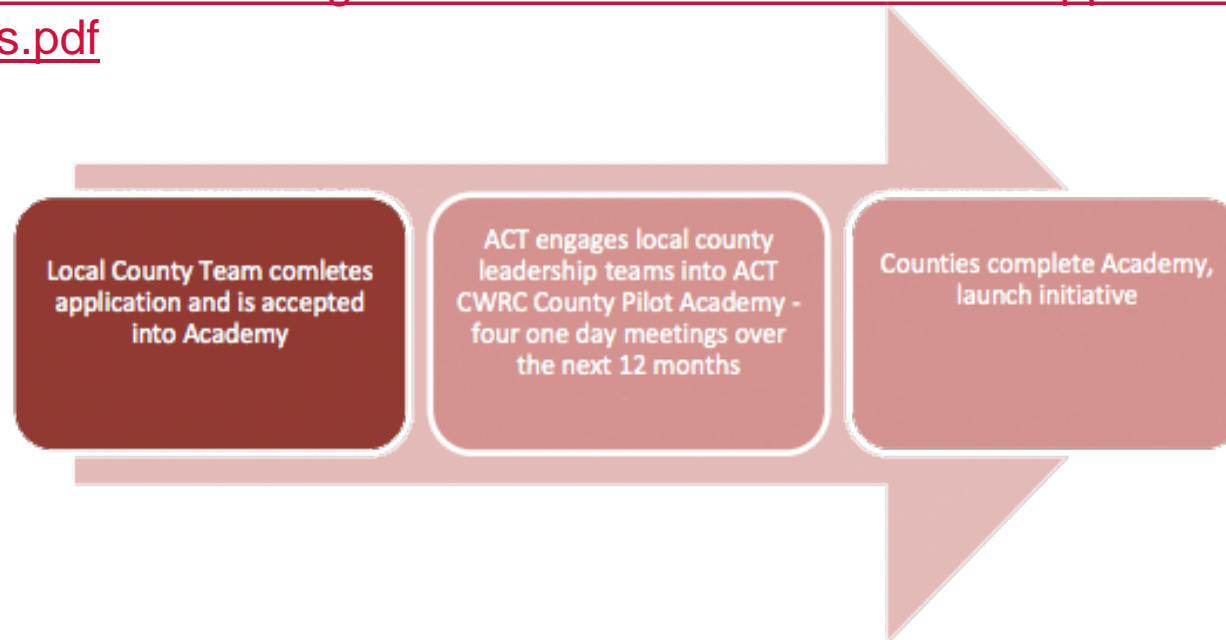 s.pdf
Local County Team comletes
application and is accepted
into Academy
ACT engages local county
leadership teams into ACT
CWRC County Pilot Academy -
four one day meetings over
the next 12 months
Counties complete Academy,
launch initiative